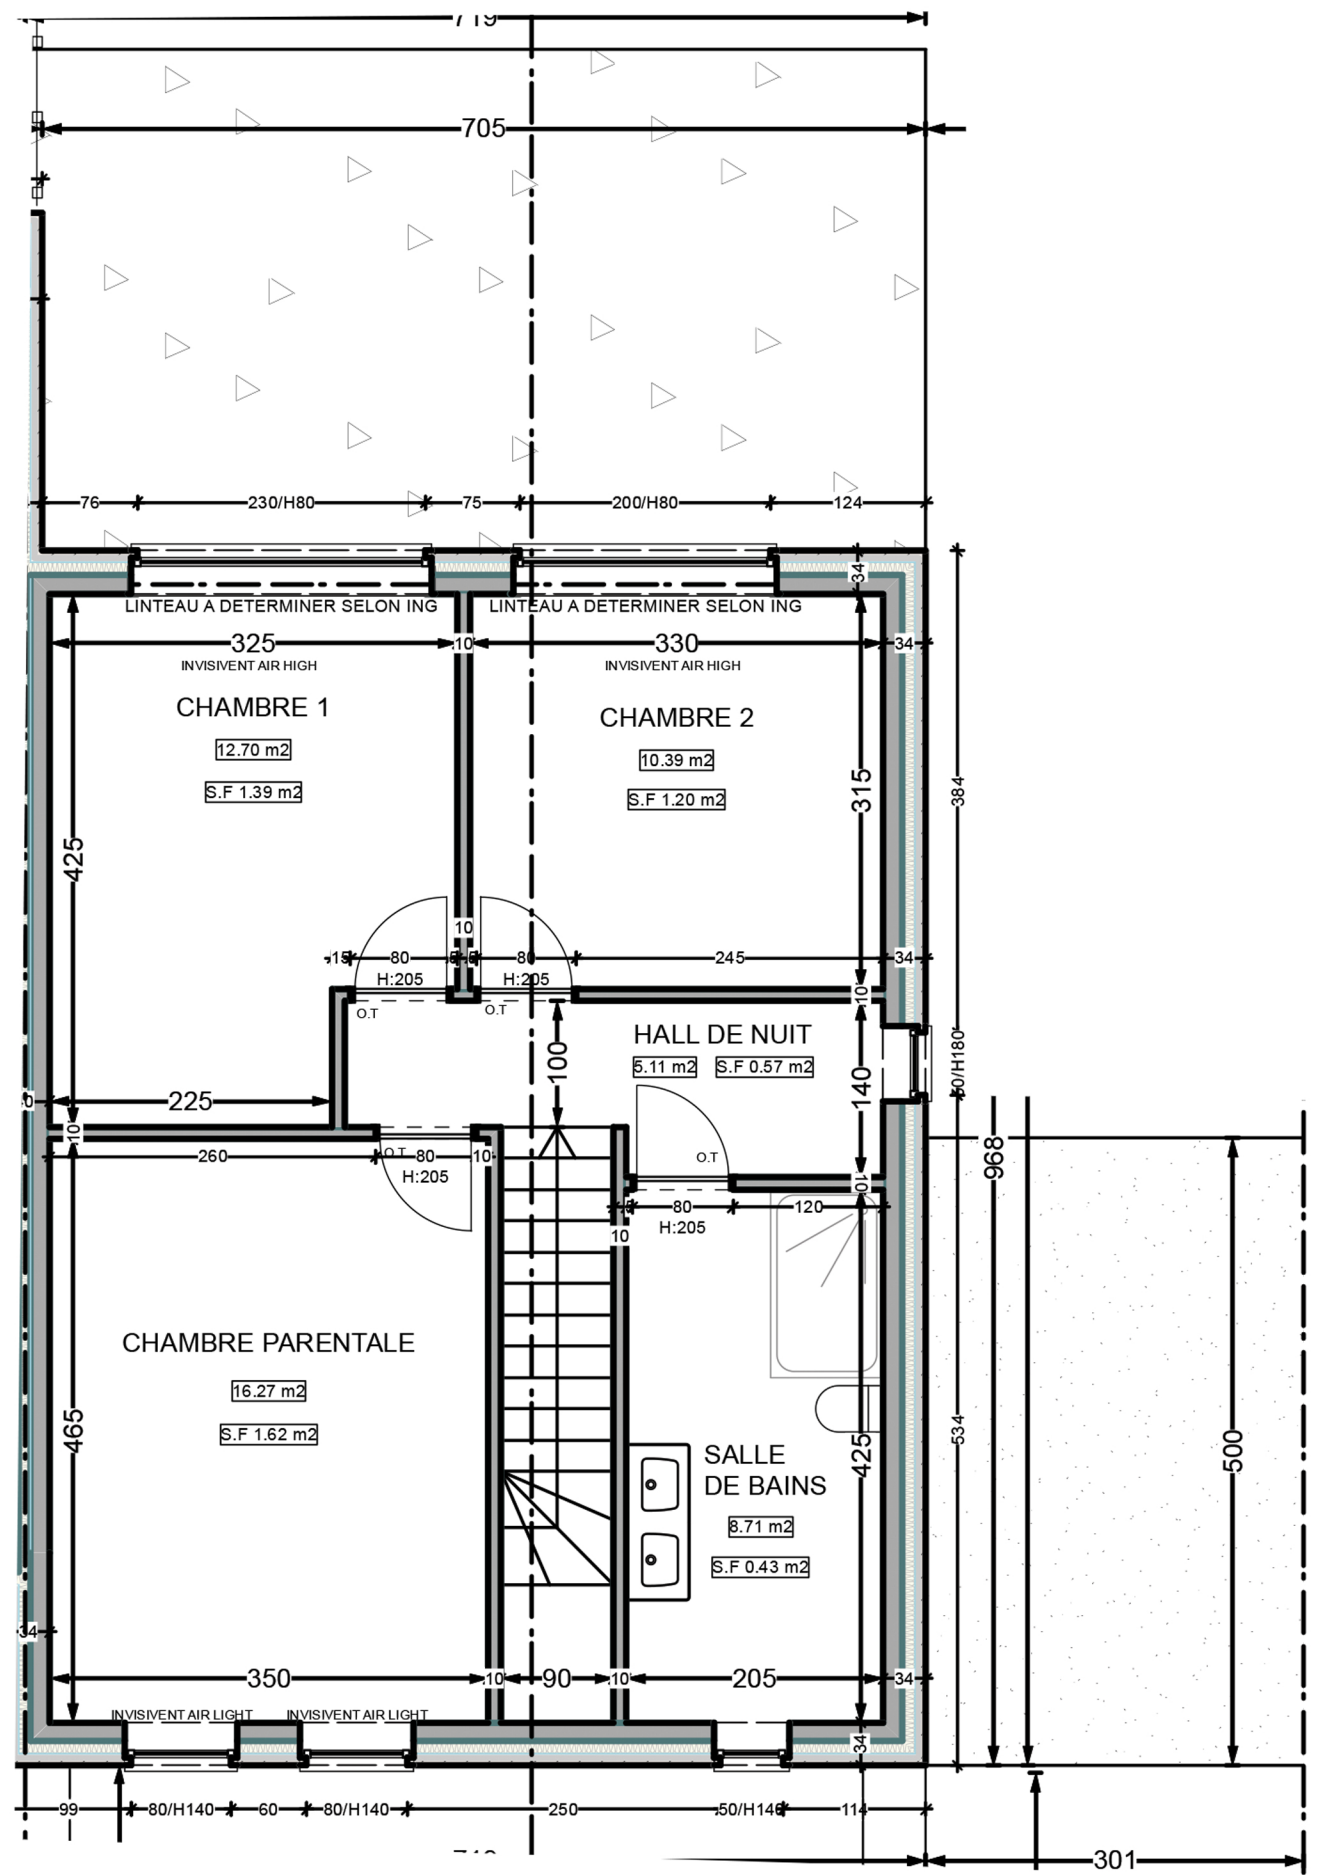 705
76 230/H80 75 200/H80 124
34
LINTEAU A DETERMINER SELON ING
LINTEAU A DETERMINER SELON ING
325 10 330 34
INVISIVENT AIR HIGH
INVISIVENT AIR HIGH
CHAMBRE 1
12.70 m2
S.F 1.39 m2
CHAMBRE 2
10.39 m2
S.F 1.20 m2
315
384
425
10
15 80 5 5 80 245 34
H:205 H:205
O.T O.T
10
HALL DE NUIT
5.11 m2 S.F 0.57 m2
100
140
225
10
260 80 10
O.T
H:205
O.T
10
80 120
H:205
10
968
CHAMBRE PARENTALE
16.27 m2
S.F 1.62 m2
465
SALLE
DE BAINS
8.71 m2
S.F 0.43 m2
425
534
500
34
350 10 90 10 205 34
INVISIVENT AIR LIGHT INVISIVENT AIR LIGHT
34
99 80/H140 60 80/H140 250 50/H140 114
301